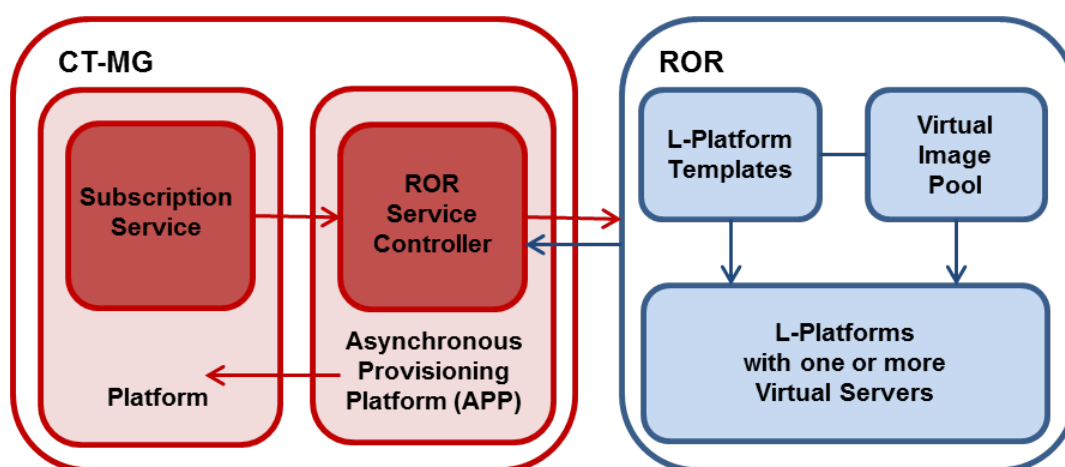 CT-MG
Subscription
Service
Platform
ROR
Service
Controller
Asynchronous
Provisioning
Platform (APP)
ROR
L-Platform
Templates
Virtual
Image
Pool
L-Platforms
with one or more
Virtual Servers